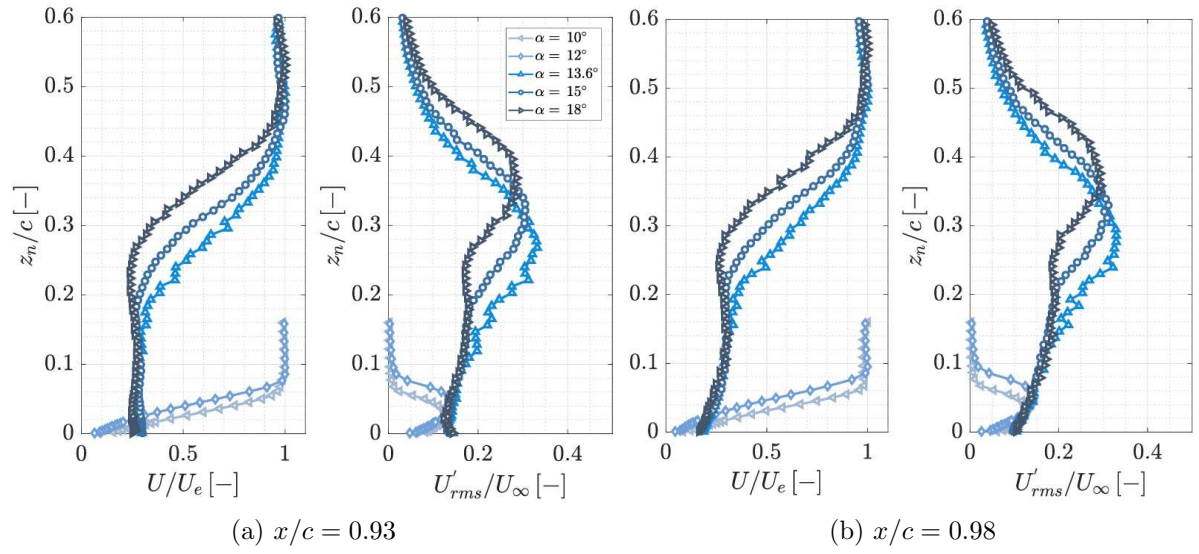 0.6
0.5
0.4
0.3
0.2
0.1
0
z_n/c [−]
0 0.5 1
U/U_e [−]
0.6
0.5
0.4
0.3
0.2
0.1
0
z_n/c [−]
α = 10°
α = 12°
α = 13.6°
α = 15°
α = 18°
0 0.2 0.4
U'_{rms}/U_∞ [−]
(a) x/c = 0.93
0.6
0.5
0.4
0.3
0.2
0.1
0
z_n/c [−]
0 0.5 1
U/U_e [−]
0.6
0.5
0.4
0.3
0.2
0.1
0
z_n/c [−]
0 0.2 0.4
U'_{rms}/U_∞ [−]
(b) x/c = 0.98